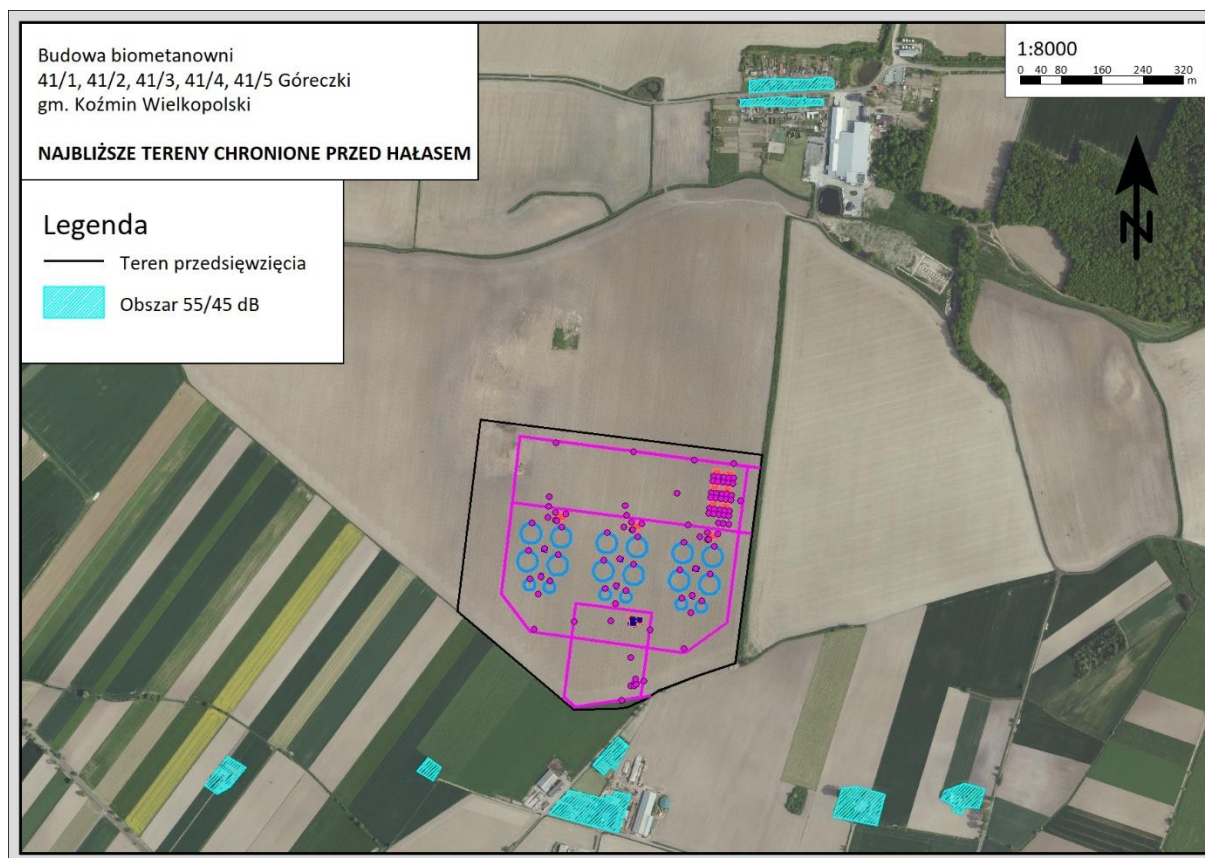 Budowa biometanowni
41/1, 41/2, 41/3, 41/4, 41/5 Góreczki
gm. Koźmin Wielkopolski
NAJBLIŻSZE TERENY CHRONIONE PRZED HAŁASEM
1:8000
0 40 80 160 240 320
m
Legenda
Teren przedsięwzięcia
Obszar 55/45 dB
N